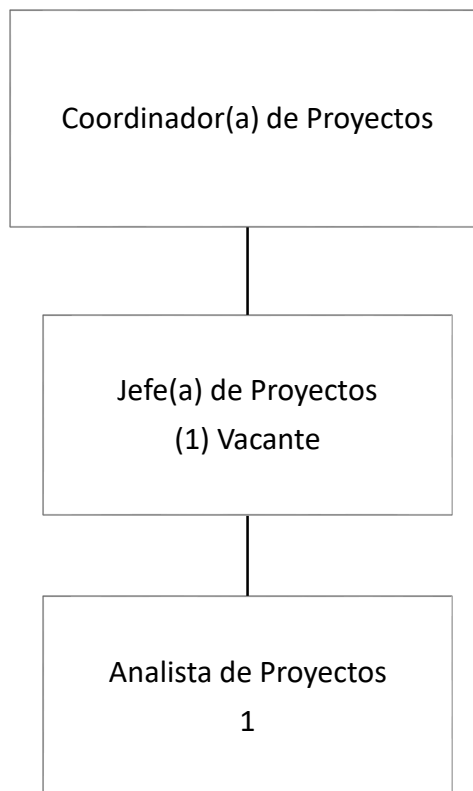 Coordinador(a) de Proyectos
Jefe(a) de Proyectos
(1) Vacante
Analista de Proyectos
1